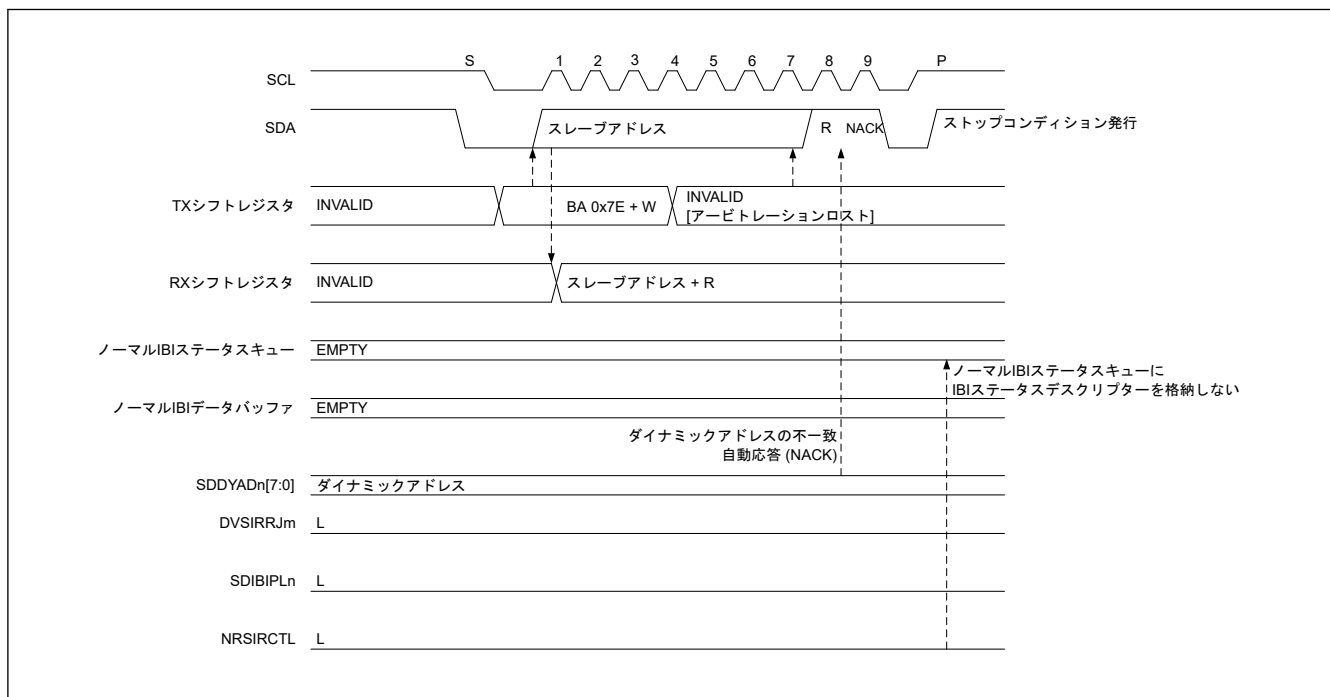 S 1 2 3 4 5 6 7 8 9 P
SCL
SDA スレーブアドレス R NACK ストップコンディション発行
TXシフトレジスタ INVALID BA 0x7E + W INVALID
[アービトレーションロスト]
RXシフトレジスタ INVALID スレーブアドレス + R
ノーマルIBIステータスキュー EMPTY
ノーマルIBIステータスキューに
IBIステータスデスクリプターを格納しない
ノーマルIBIデータバッファ EMPTY
ダイナミックアドレスの不一致
自動応答 (NACK)
SDDYADn[7:0] ダイナミックアドレス
DVSIRRJm L
SDIBIPLn L
NRSIRCTL L